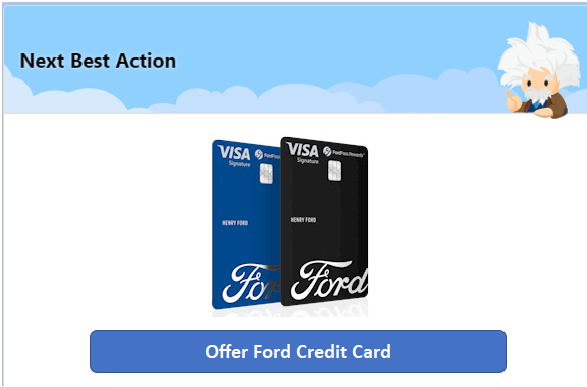 Next Best Action
VISA
Signature
FordPass Rewards
HENRY FORD
Ford
VISA
Signature
FordPass Rewards™
HENRY FORD
Ford
Offer Ford Credit Card